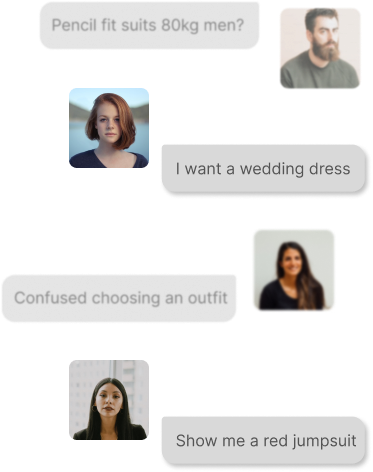 Pencil fit suits 80kg men?
I want a wedding dress
Confused choosing an outfit
Show me a red jumpsuit